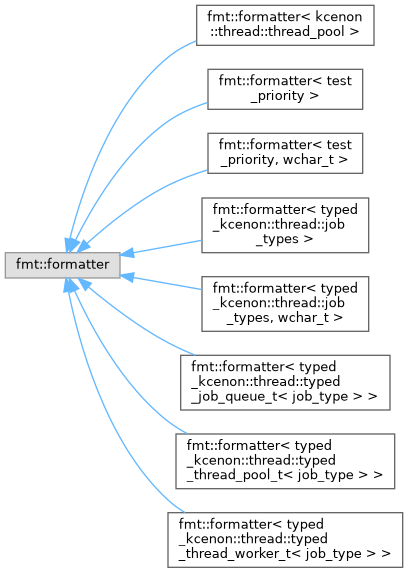 fmt::formatter< kcenon
::thread::thread_pool >
fmt::formatter< test
_priority >
fmt::formatter< test
_priority, wchar_t >
fmt::formatter< typed
_kcenon::thread::job
_types >
fmt::formatter
fmt::formatter< typed
_kcenon::thread::job
_types, wchar_t >
fmt::formatter< typed
_kcenon::thread::typed
_job_queue_t< job_type > >
fmt::formatter< typed
_kcenon::thread::typed
_thread_pool_t< job_type > >
fmt::formatter< typed
_kcenon::thread::typed
_thread_worker_t< job_type > >